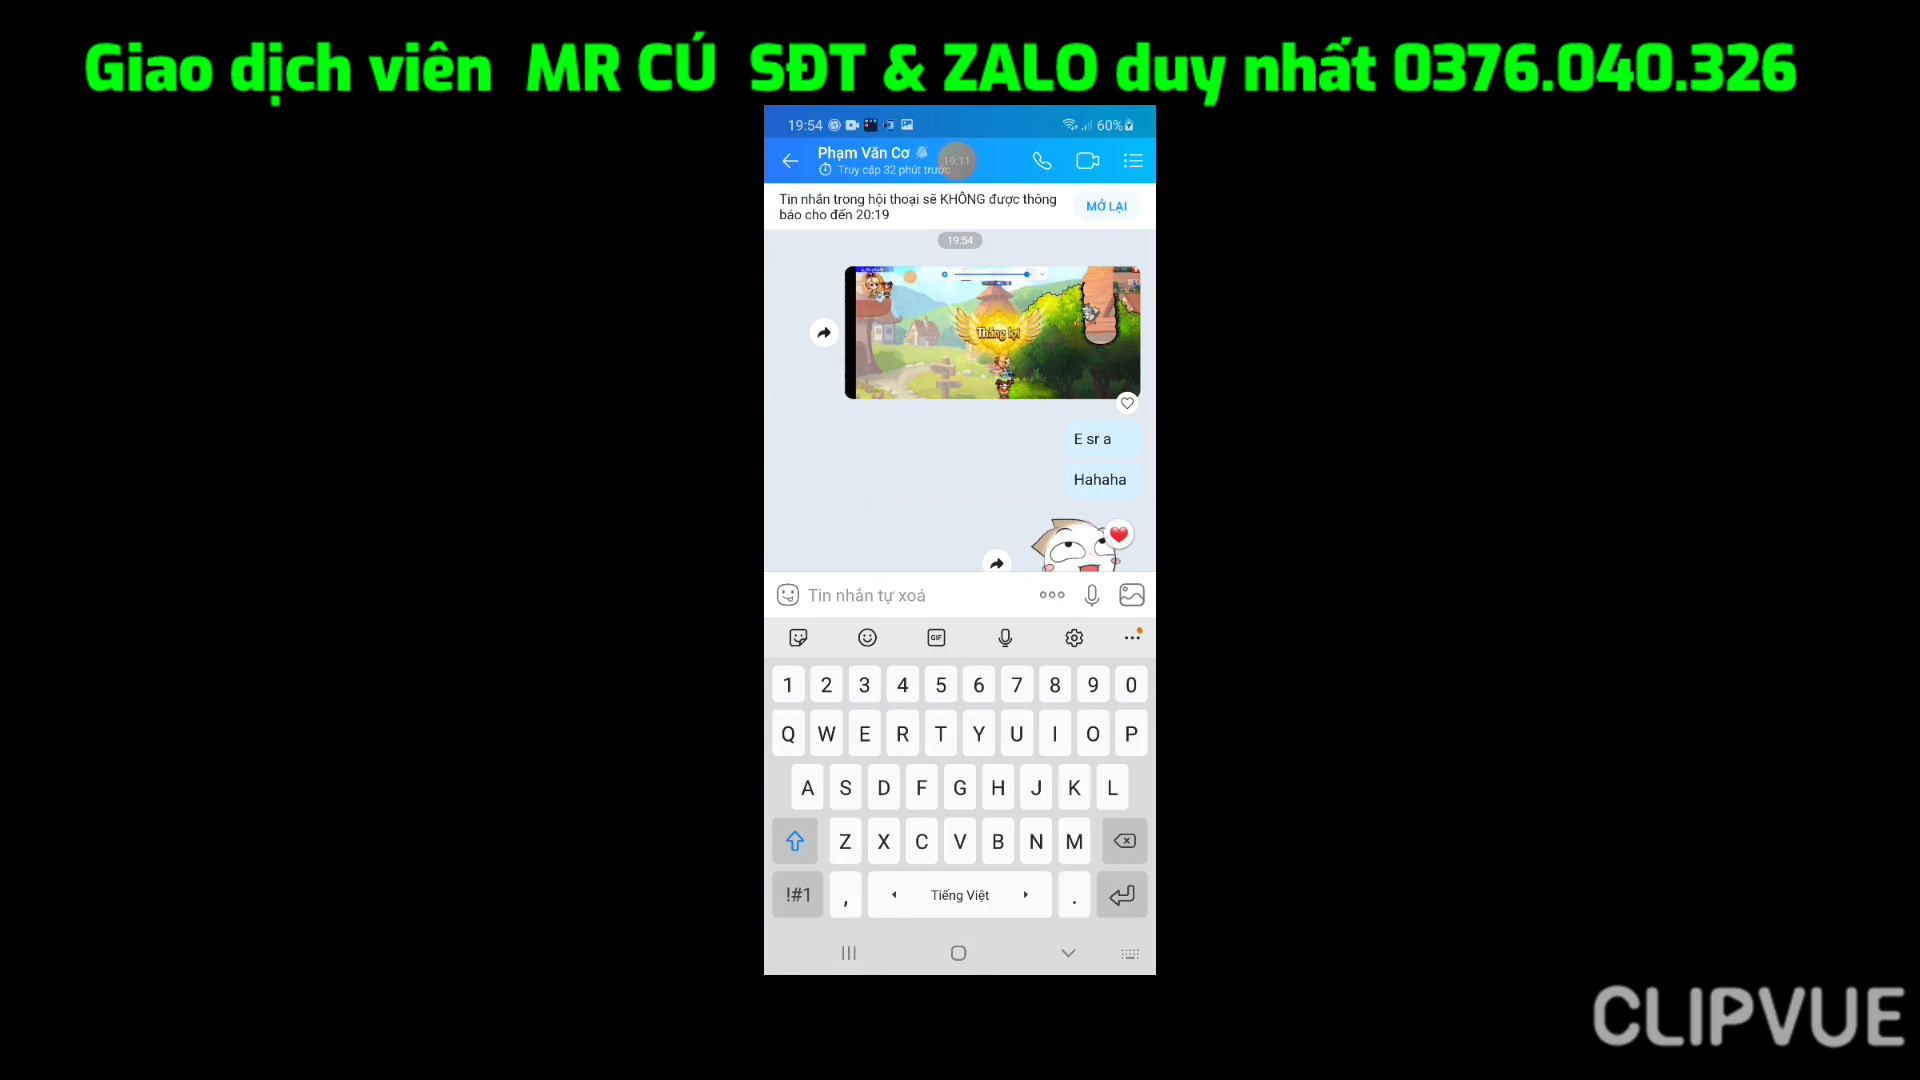 Giao dịch viên MR CÚ SĐT & ZALO duy nhất 0376.040.326
19:54
60%
Phạm Văn Cơ
19:11
Truy cập 32 phút trước
Tin nhắn trong hội thoại sẽ KHÔNG được thông
báo cho đến 20:19
MỞ LẠI
19:54
Thắng lợi
E sr a
Hahaha
Tin nhắn tự xoá
GIF
1 2 3 4 5 6 7 8 9 0
Q W E R T Y U I O P
A S D F G H J K L
Z X C V B N M
!#1 , Tiếng Việt .
CLIPVUE